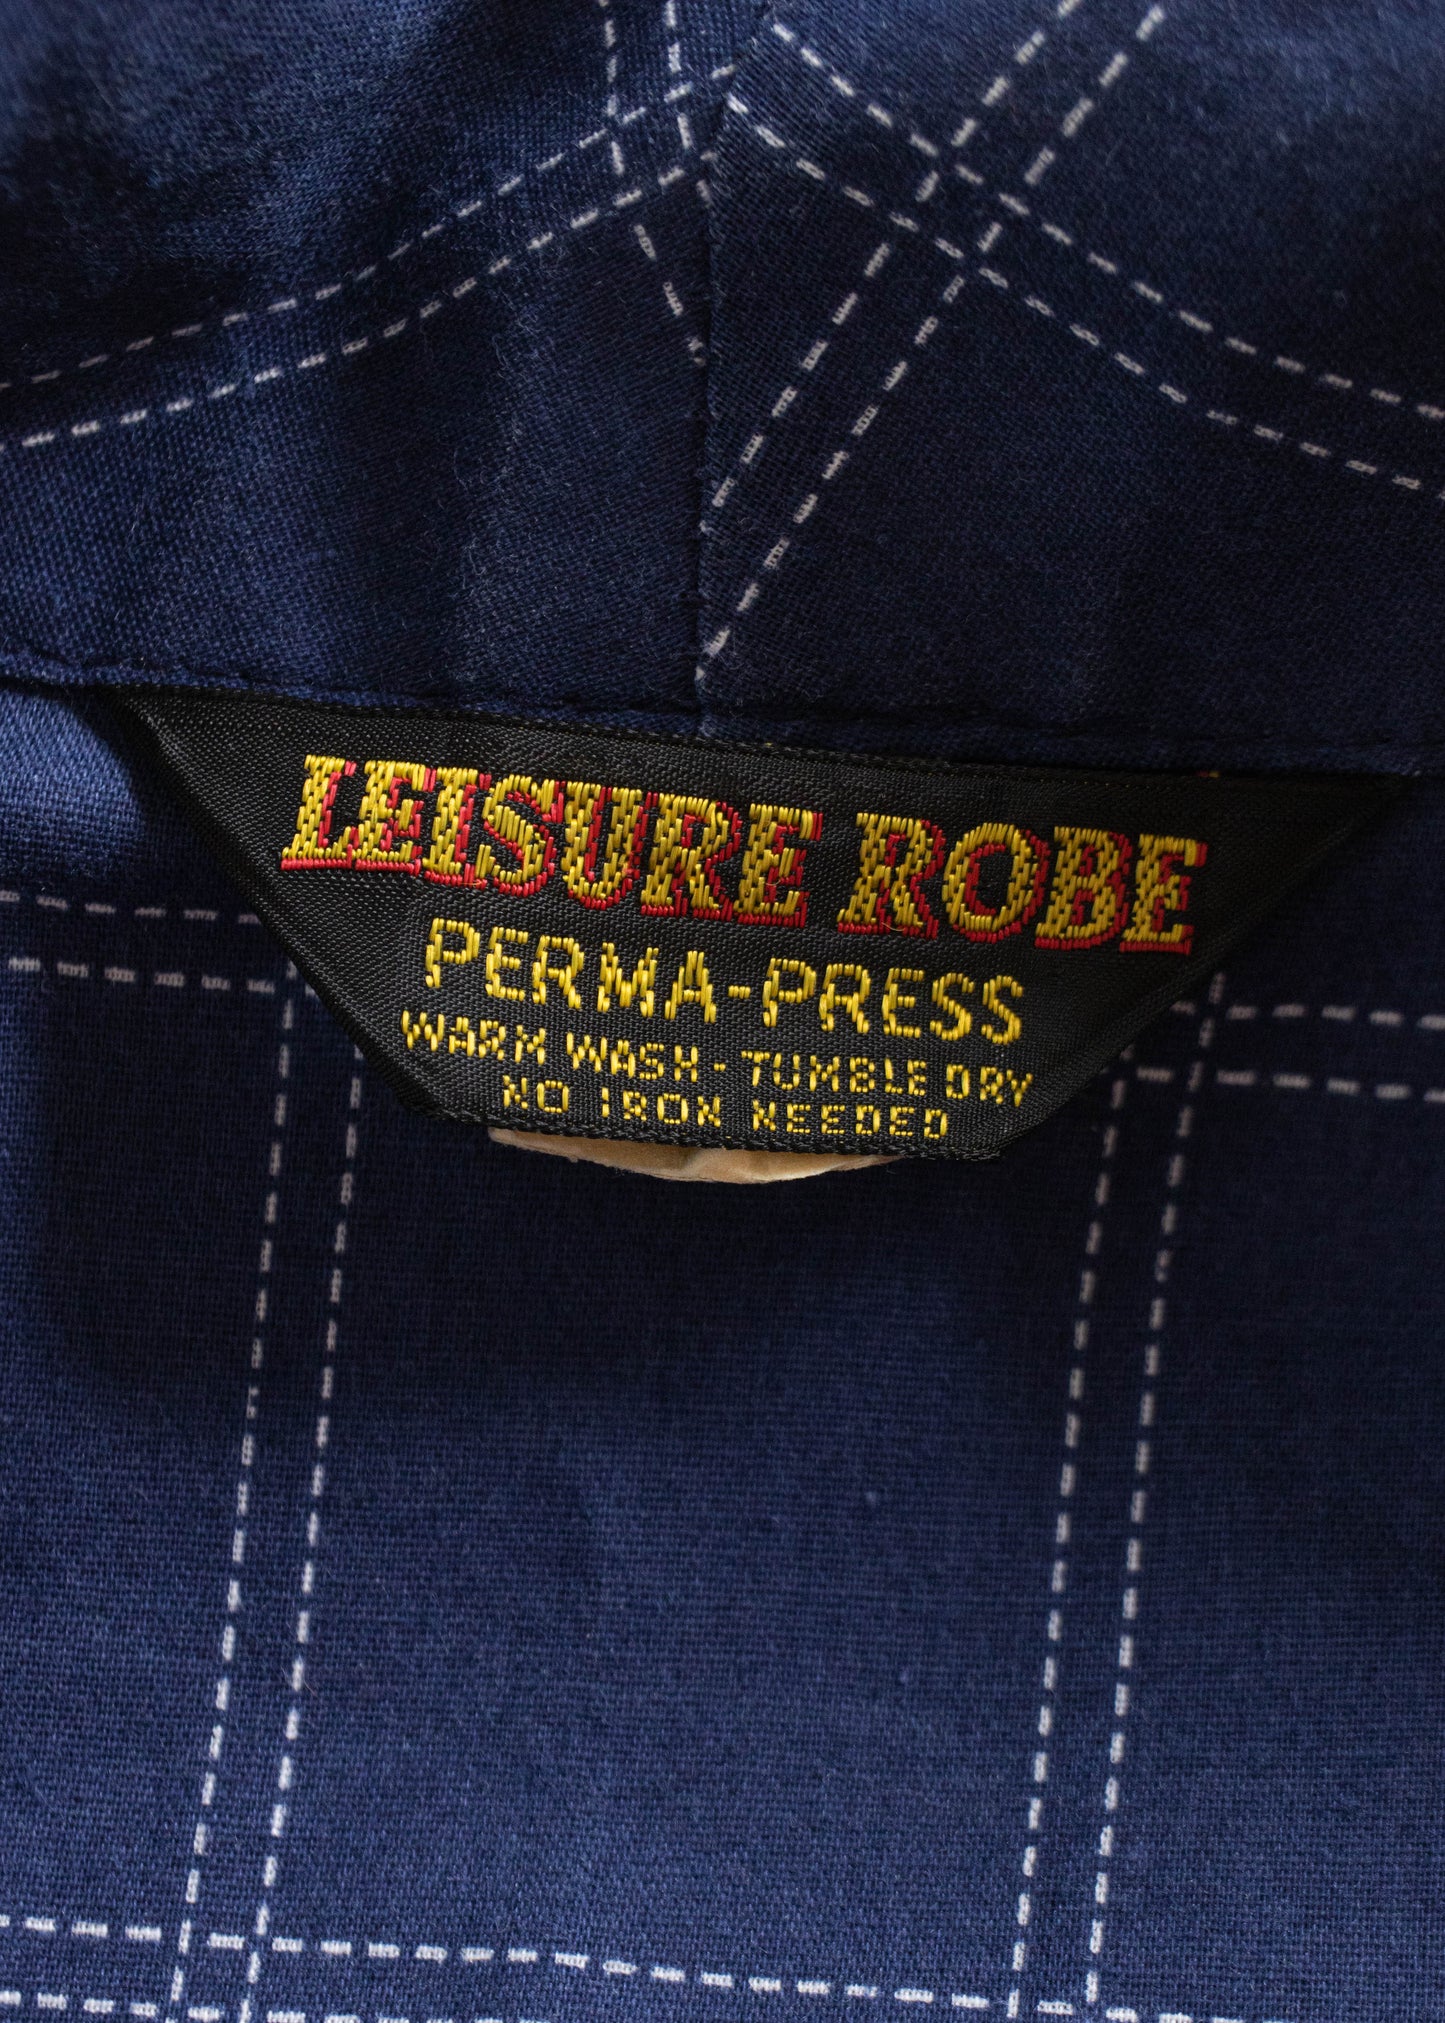 LEISURE ROBE
PERMA-PRESS
WARM WASH - TUMBLE DRY
NO IRON NEEDED